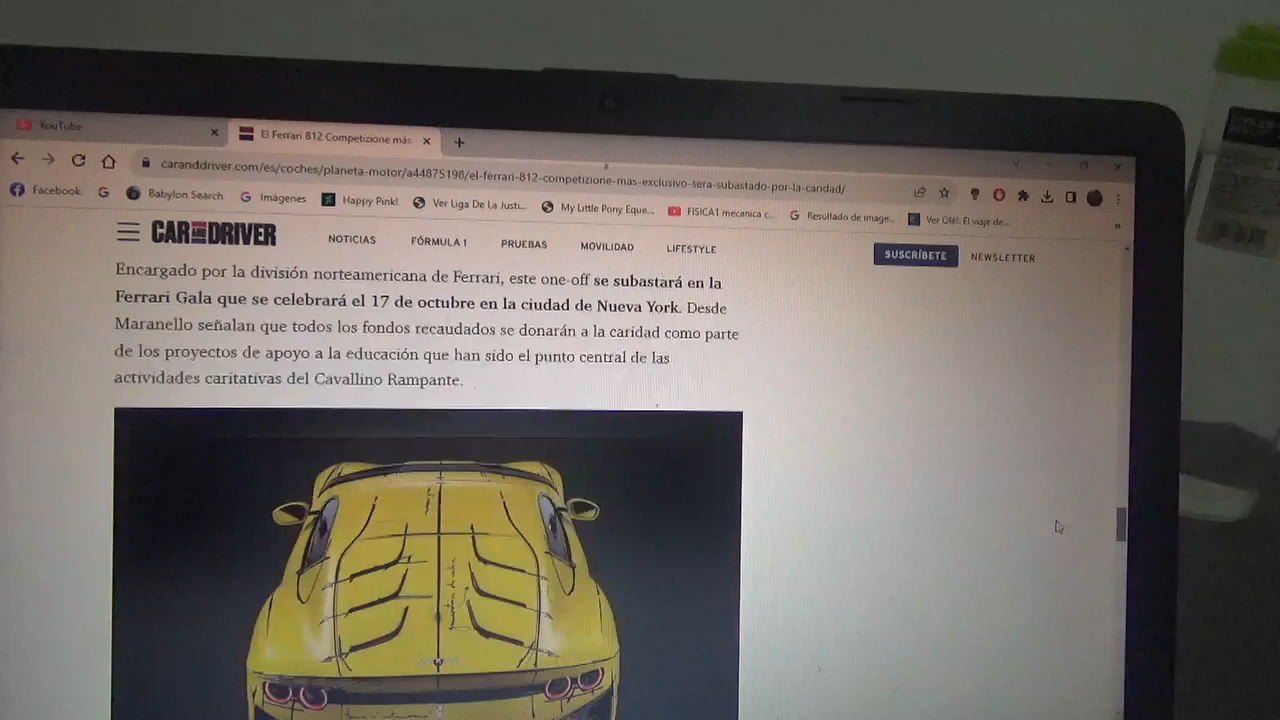 YouTube
El Ferrari 812 Competizione más
caranddriver.com/es/coches/planeta-motor/a44875198/el-ferrari-812-competizione-mas-exclusivo-sera-subastado-por-la-caridad/
Facebook
Babylon Search
Imágenes
Happy Pink!
Ver Liga De La Justi...
My Little Pony Eque...
FISICA1 mecanica c...
Resultado de image...
Ver Olé!: El viaje de...
CAR AND DRIVER
NOTICIAS
FÓRMULA 1
PRUEBAS
MOVILIDAD
LIFESTYLE
SUSCRÍBETE
NEWSLETTER
Encargado por la división norteamericana de Ferrari, este one-off se subastará en la
Ferrari Gala que se celebrará el 17 de octubre en la ciudad de Nueva York. Desde
Maranello señalan que todos los fondos recaudados se donarán a la caridad como parte
de los proyectos de apoyo a la educación que han sido el punto central de las
actividades caritativas del Cavallino Rampante.